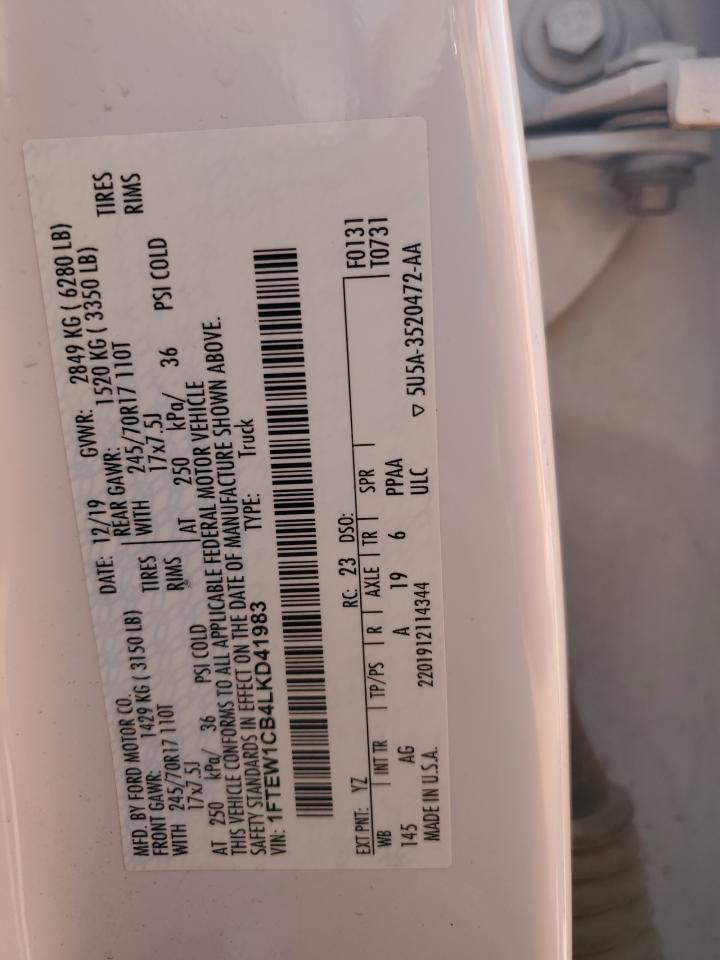 MFD. BY FORD MOTOR CO. DATE: 12/19 GVWR: 2849 KG ( 6280 LB)
FRONT GAWR: 1429 KG ( 3150 LB) REAR GAWR: 1520 KG ( 3350 LB)
WITH 245/70R17 110T TIRES WITH 245/70R17 110T TIRES
17x7.5J RIMS 17x7.5J RIMS
AT 250 kPa/ 36 PSI COLD AT 250 kPa/ 36 PSI COLD
THIS VEHICLE CONFORMS TO ALL APPLICABLE FEDERAL MOTOR VEHICLE
SAFETY STANDARDS IN EFFECT ON THE DATE OF MANUFACTURE SHOWN ABOVE.
VIN: 1FTEW1CB4LKD41983 TYPE: Truck
EXT PNT: YZ RC: 23 DSO: F0131
WB INT TR TP/PS R AXLE TR SPR T0731
145 AG A 19 6 PPAA
MADE IN U.S.A. 2201912114344 ULC ▽ 5U5A-3520472-AA